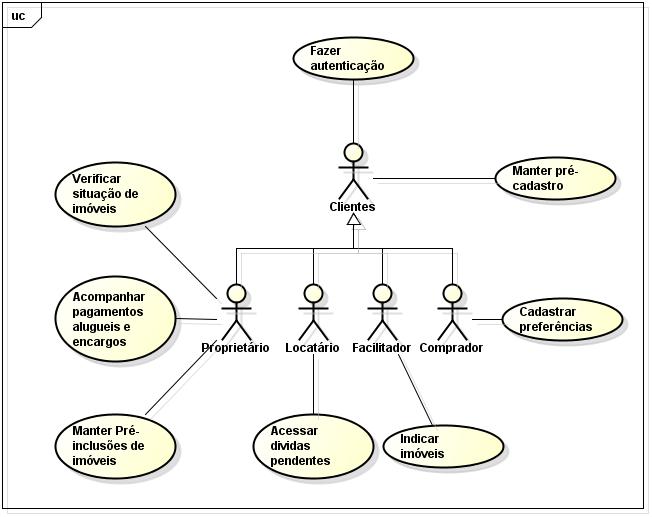 uc
Fazer
autenticação
Verificar
situação de
imóveis
Manter pré-
cadastro
Clientes
Acompanhar
pagamentos
alugueis e
encargos
Cadastrar
preferências
Proprietário
Locatário
Facilitador
Comprador
Manter Pré-
inclusões de
imóveis
Acessar
dividas
pendentes
Indicar
imóveis